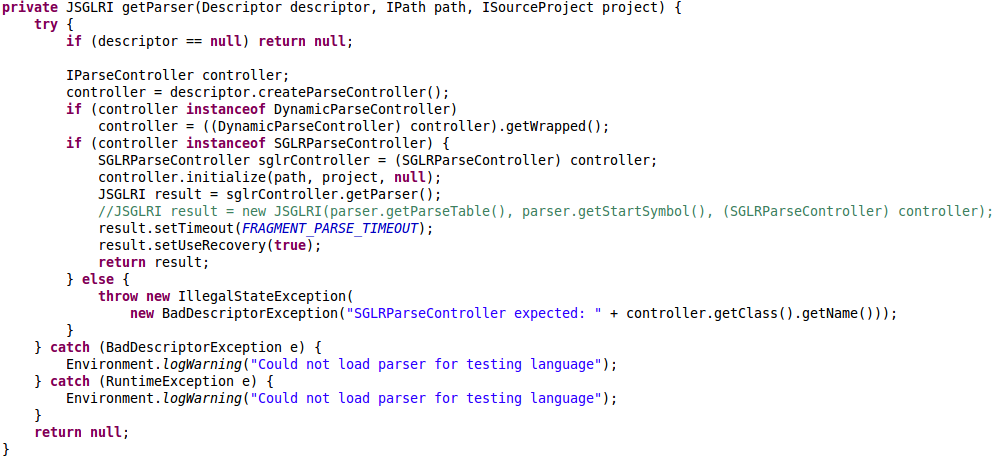 private JSGLRI getParser(Descriptor descriptor, IPath path, ISourceProject project) {
    try {
        if (descriptor == null) return null;

        IParseController controller;
        controller = descriptor.createParseController();
        if (controller instanceof DynamicParseController)
            controller = ((DynamicParseController) controller).getWrapped();
        if (controller instanceof SGLRParseController) {
            SGLRParseController sglrController = (SGLRParseController) controller;
            controller.initialize(path, project, null);
            JSGLRI result = sglrController.getParser();
            //JSGLRI result = new JSGLRI(parser.getParseTable(), parser.getStartSymbol(), (SGLRParseController) controller);
            result.setTimeout(FRAGMENT_PARSE_TIMEOUT);
            result.setUseRecovery(true);
            return result;
        } else {
            throw new IllegalStateException(
                new BadDescriptorException("SGLRParseController expected: " + controller.getClass().getName()));
        }
    } catch (BadDescriptorException e) {
        Environment.logWarning("Could not load parser for testing language");
    } catch (RuntimeException e) {
        Environment.logWarning("Could not load parser for testing language");
    }
    return null;
}